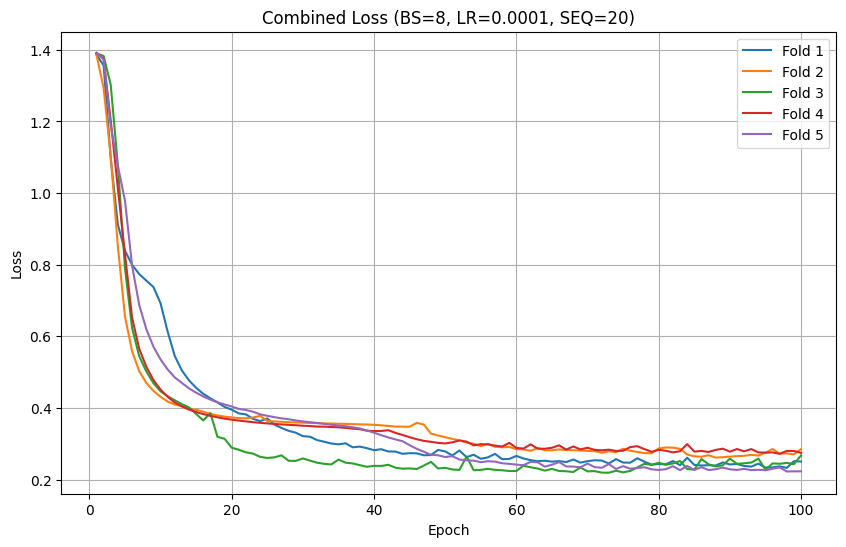 Combined Loss (BS=8, LR=0.0001, SEQ=20)
Fold 1
Fold 2
Fold 3
Fold 4
Fold 5
Loss
1.4
1.2
1.0
0.8
0.6
0.4
0.2
0 20 40 60 80 100
Epoch